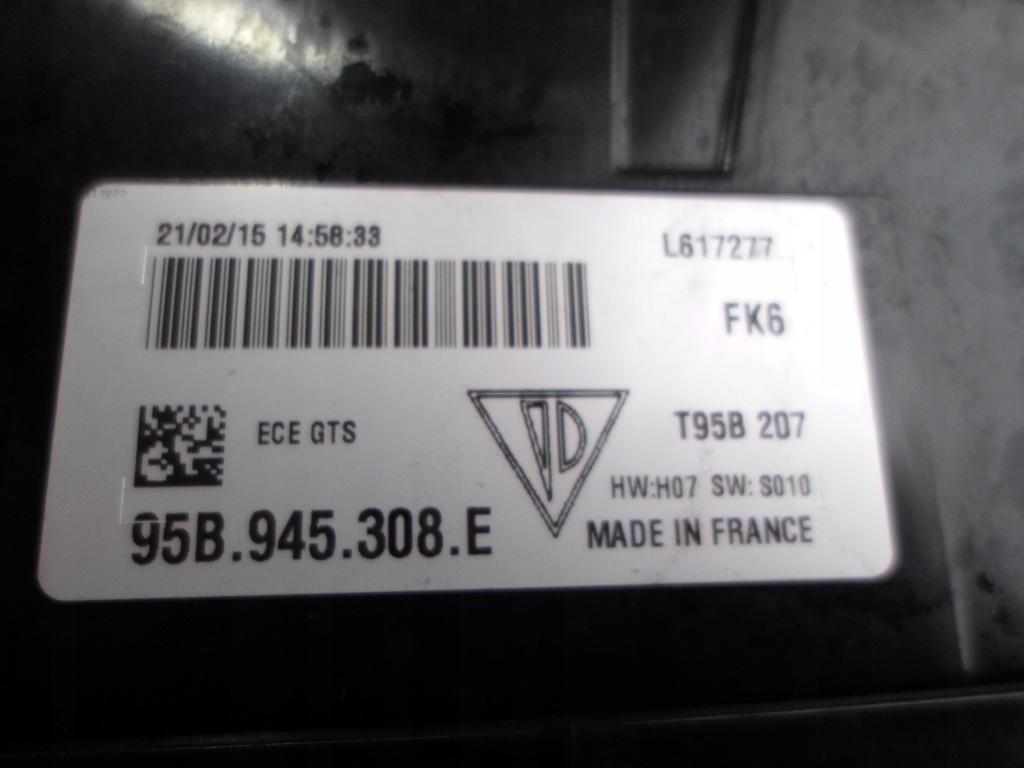 21/02/15 14:58:33 L617277
FK6
ECE GTS
T95B 207
HW:H07 SW:S010
95B.945.308.E
MADE IN FRANCE